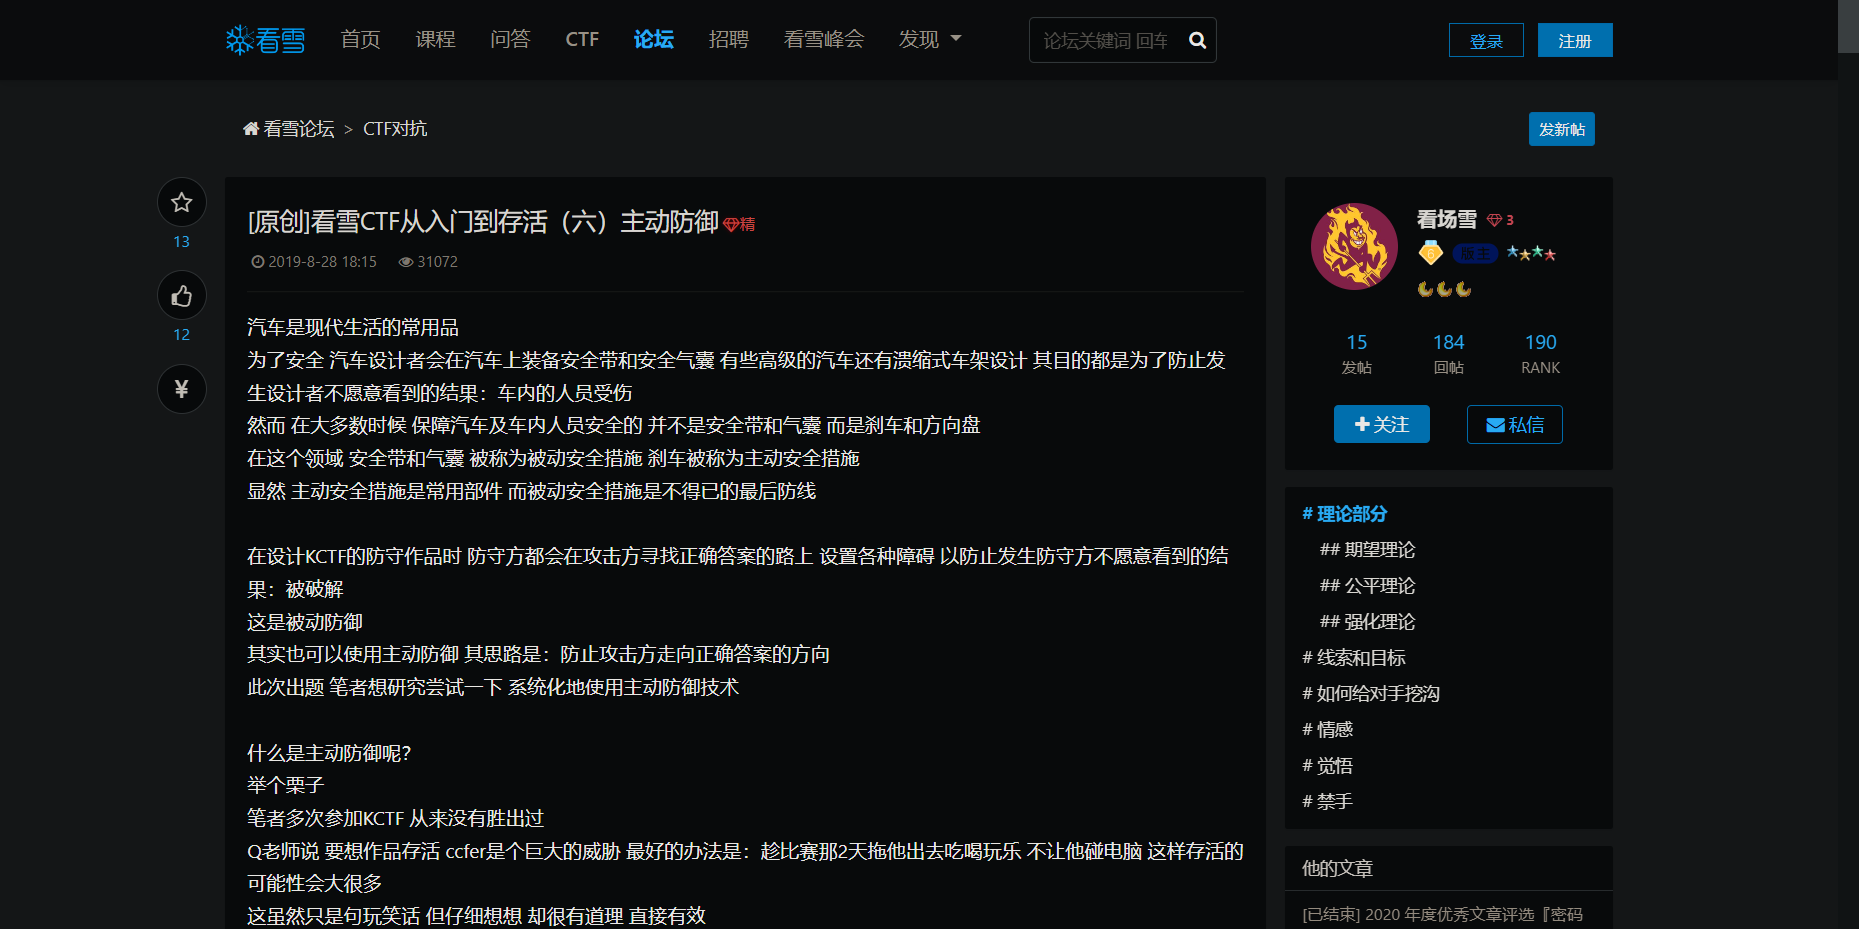 看雪 首页 课程 问答 CTF 论坛 招聘 看雪峰会 发现 论坛关键词 回车 登录 注册
看雪论坛 > CTF对抗 发新帖
[原创]看雪CTF从入门到存活（六）主动防御 精
2019-8-28 18:15 31072
13
12
¥
汽车是现代生活的常用品
为了安全 汽车设计者会在汽车上装备安全带和安全气囊 有些高级的汽车还有溃缩式车架设计 其目的都是为了防止发
生设计者不愿意看到的结果：车内的人员受伤
然而 在大多数时候 保障汽车及车内人员安全的 并不是安全带和气囊 而是刹车和方向盘
在这个领域 安全带和气囊 被称为被动安全措施 刹车被称为主动安全措施
显然 主动安全措施是常用部件 而被动安全措施是不得已的最后防线
在设计KCTF的防守作品时 防守方都会在攻击方寻找正确答案的路上 设置各种障碍 以防止发生防守方不愿意看到的结
果：被破解
这是被动防御
其实也可以使用主动防御 其思路是：防止攻击方走向正确答案的方向
此次出题 笔者想研究尝试一下 系统化地使用主动防御技术
什么是主动防御呢？
举个栗子
笔者多次参加KCTF 从来没有胜出过
Q老师说 要想作品存活 ccfer是个巨大的威胁 最好的办法是：趁比赛那2天拖他出去吃喝玩乐 不让他碰电脑 这样存活的
可能性会大很多
这虽然只是句玩笑话 但仔细想想 却很有道理 直接有效
看场雪 3
版主
15 184 190
发帖 回帖 RANK
关注 私信
# 理论部分
## 期望理论
## 公平理论
## 强化理论
# 线索和目标
# 如何给对手挖沟
# 情感
# 觉悟
# 禁手
他的文章
[已结束] 2020 年度优秀文章评选『密码